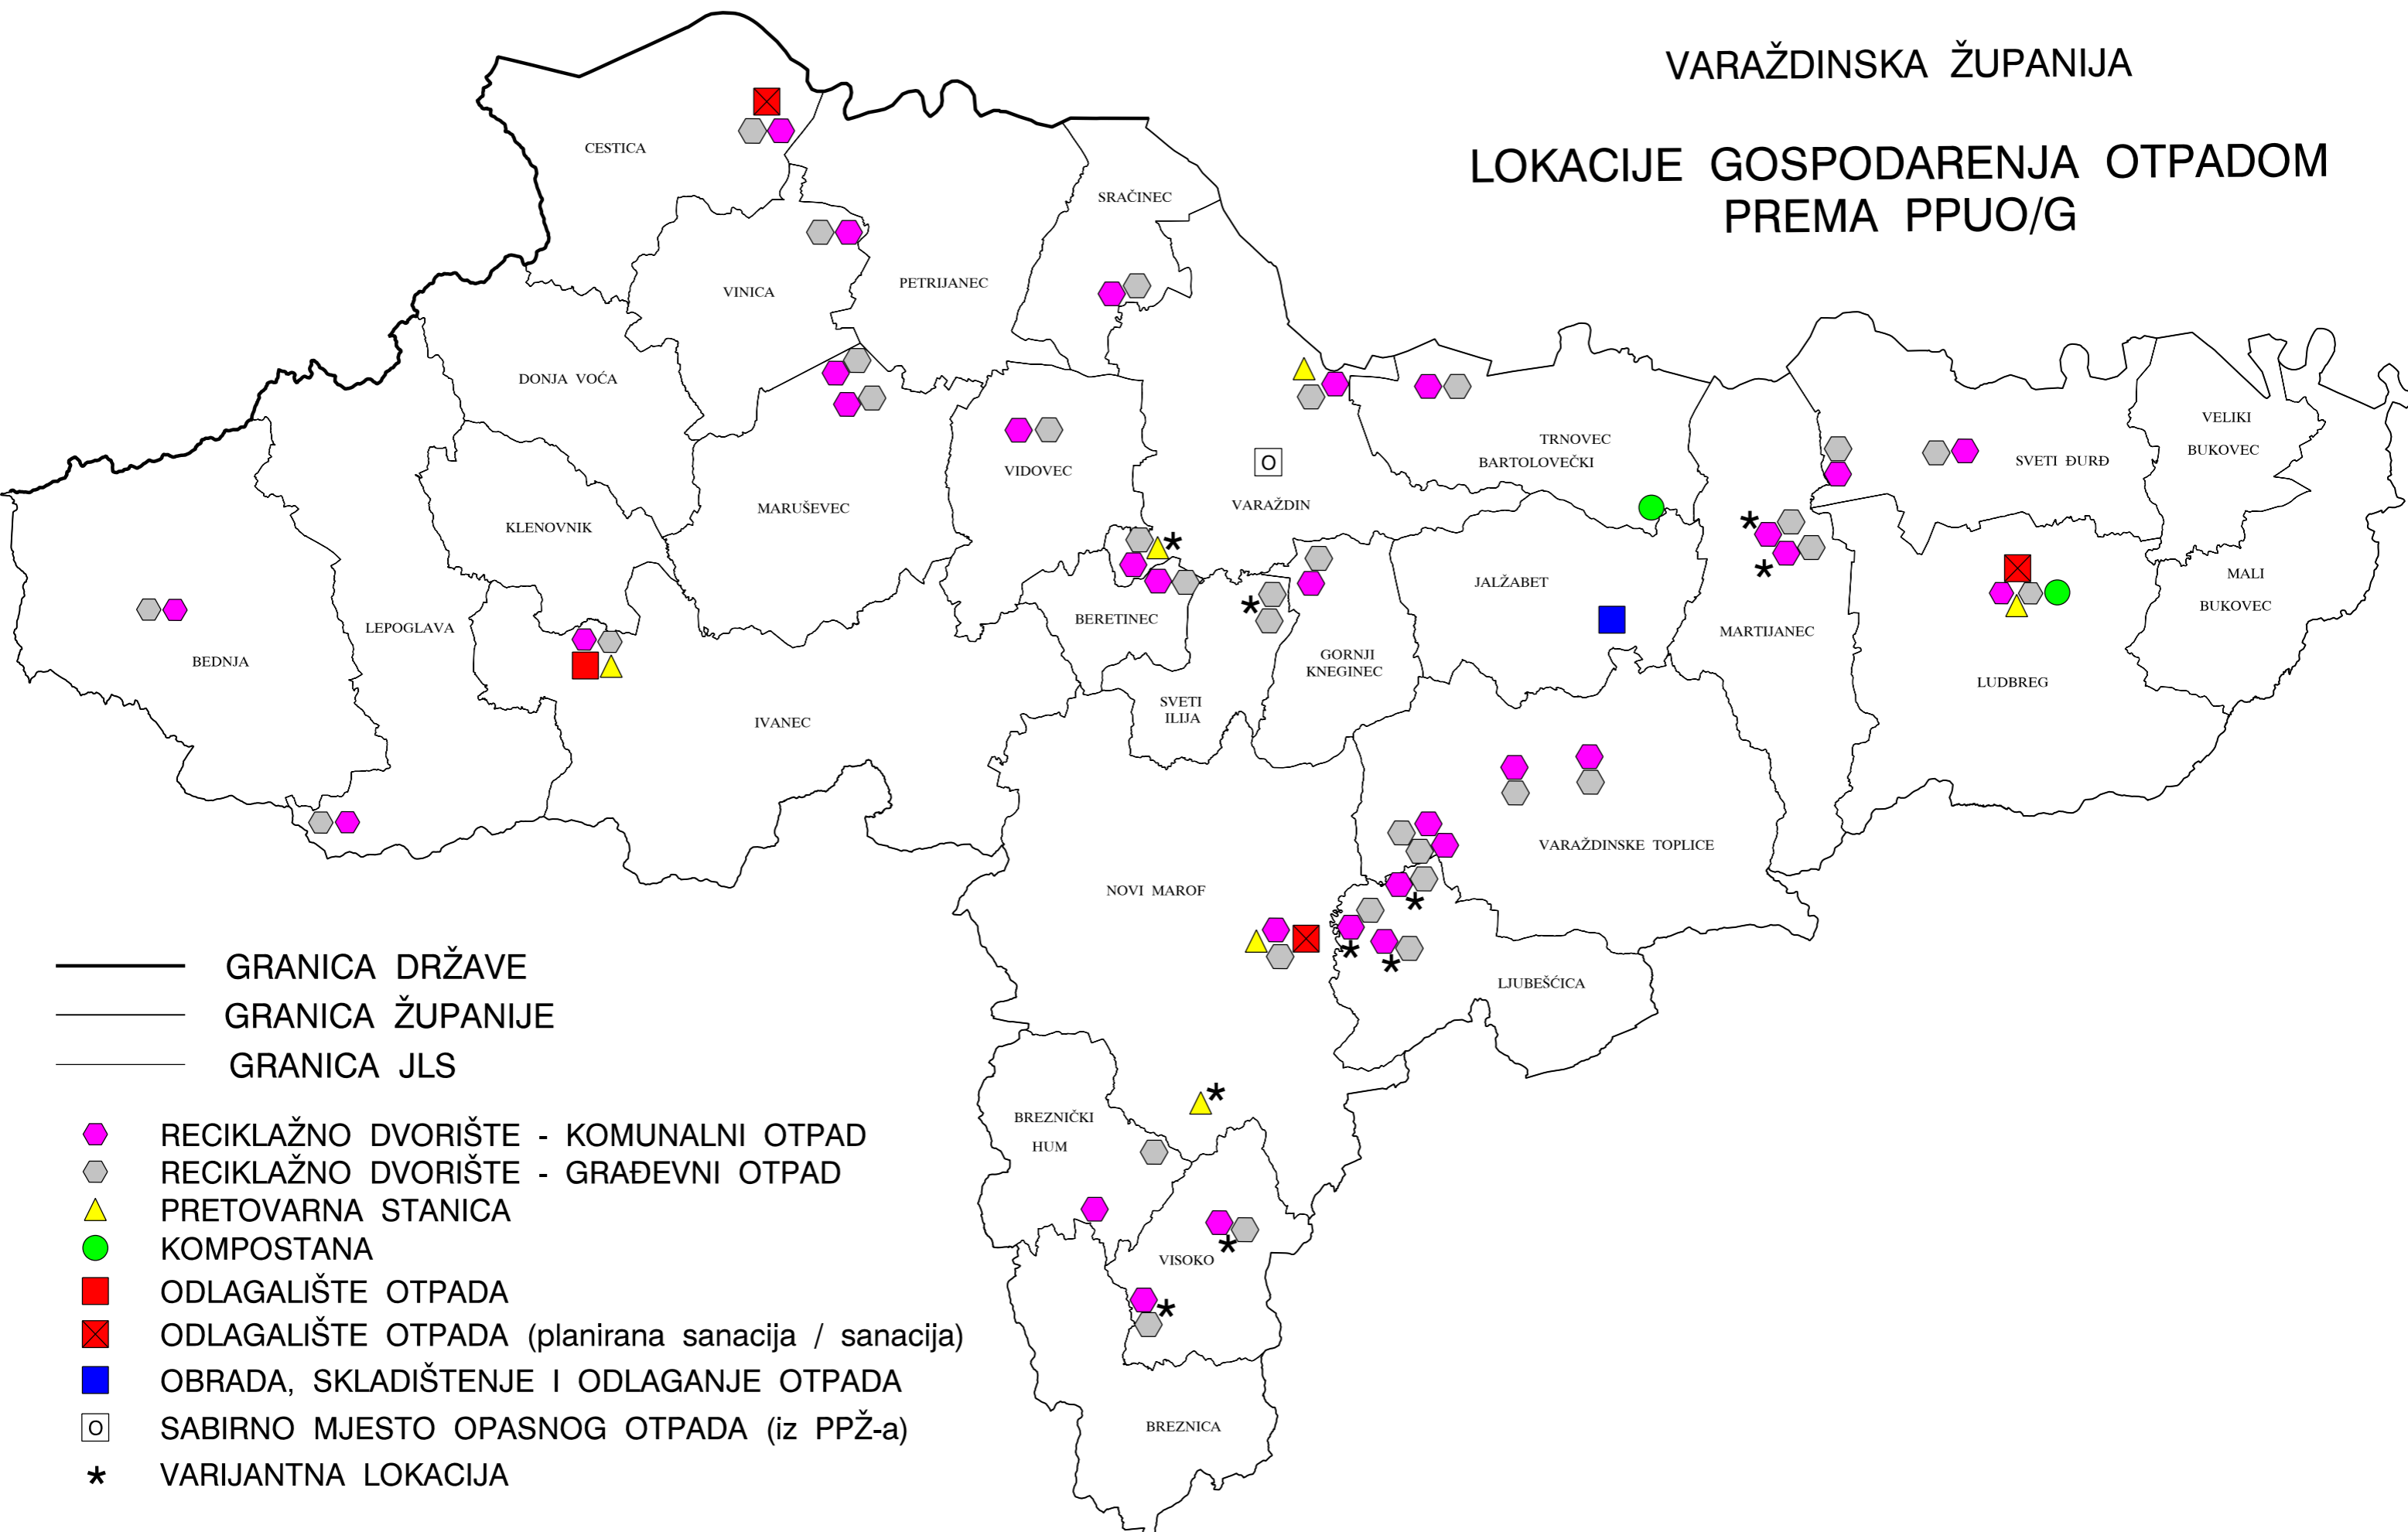 VARAŽDINSKA ŽUPANIJA
LOKACIJE GOSPODARENJA OTPADOM
PREMA PPUO/G
CESTICA
SRAČINEC
VINICA
PETRIJANEC
DONJA VOĆA
VIDOVEC
TRNOVEC
BARTOLOVEČKI
SVETI ĐURĐ
VELIKI
BUKOVEC
O
VARAŽDIN
MARUŠEVEC
KLENOVNIK
JALŽABET
MALI
BUKOVEC
BERETINEC
LEPOGLAVA
MARTIJANEC
BEDNJA
GORNJI
KNEGINEC
LUDBREG
SVETI
ILIJA
IVANEC
VARAŽDINSKE TOPLICE
NOVI MAROF
LJUBEŠĆICA
BREZNIČKI
HUM
VISOKO
BREZNICA
GRANICA DRŽAVE
GRANICA ŽUPANIJE
GRANICA JLS
RECIKLAŽNO DVORIŠTE - KOMUNALNI OTPAD
RECIKLAŽNO DVORIŠTE - GRAĐEVNI OTPAD
PRETOVARNA STANICA
KOMPOSTANA
ODLAGALIŠTE OTPADA
ODLAGALIŠTE OTPADA (planirana sanacija / sanacija)
OBRADA, SKLADIŠTENJE I ODLAGANJE OTPADA
O SABIRNO MJESTO OPASNOG OTPADA (iz PPŽ-a)
* VARIJANTNA LOKACIJA